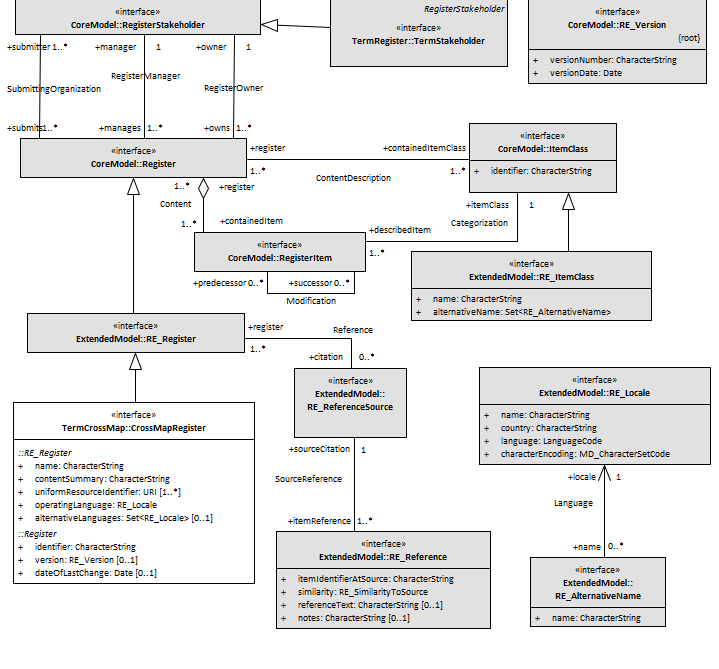 «interface»
CoreModel::RegisterStakeholder
RegisterStakeholder
«interface»
TermRegister::TermStakeholder
«interface»
CoreModel::RE_Version
{root}
+ versionNumber: CharacterString
+ versionDate: Date
+submitter 1..*
+manager 1
+owner 1
SubmittingOrganization
RegisterManager
RegisterOwner
+submits 1..*
+manages 1..*
+owns 1..*
«interface»
CoreModel::Register
+register
1..*
+containedItemClass
1..*
ContentDescription
«interface»
CoreModel::ItemClass
+ identifier: CharacterString
1..*
+register
Content
1..*
+containedItem
+itemClass 1
Categorization
+describedItem
1..*
«interface»
CoreModel::RegisterItem
+predecessor 0..*
+successor 0..*
Modification
«interface»
ExtendedModel::RE_ItemClass
+ name: CharacterString
+ alternativeName: Set<RE_AlternativeName>
«interface»
ExtendedModel::RE_Register
+register
1..*
Reference
+citation 0..*
«interface»
ExtendedModel::
RE_ReferenceSource
+sourceCitation 1
SourceReference
+itemReference 1..*
«interface»
ExtendedModel::RE_Locale
+ name: CharacterString
+ country: CharacterString
+ language: LanguageCode
+ characterEncoding: MD_CharacterSetCode
«interface»
TermCrossMap::CrossMapRegister
::RE_Register
+ name: CharacterString
+ contentSummary: CharacterString
+ uniformResourceIdentifier: URI [1..*]
+ operatingLanguage: RE_Locale
+ alternativeLanguages: Set<RE_Locale> [0..1]
::Register
+ identifier: CharacterString
+ version: RE_Version [0..1]
+ dateOfLastChange: Date [0..1]
+locale 1
Language
+name 0..*
«interface»
ExtendedModel::RE_Reference
+ itemIdentifierAtSource: CharacterString
+ similarity: RE_SimilarityToSource
+ referenceText: CharacterString [0..1]
+ notes: CharacterString [0..1]
«interface»
ExtendedModel::
RE_AlternativeName
+ name: CharacterString